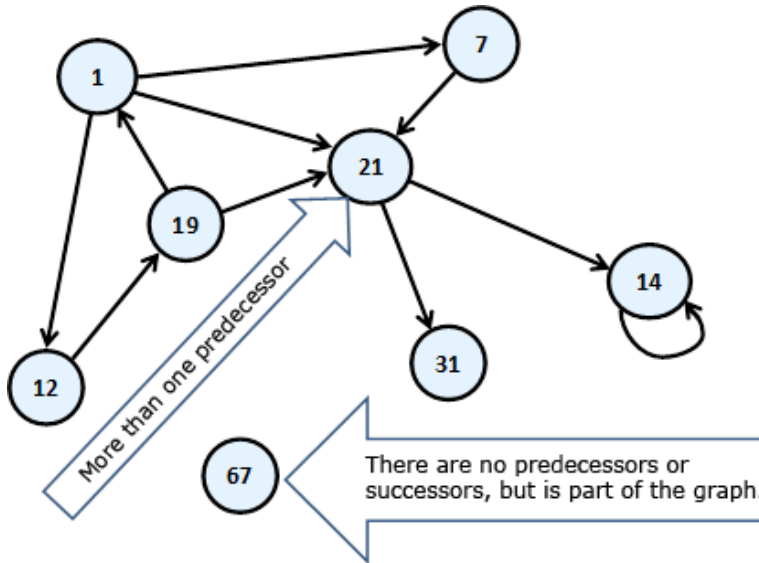 7
1
21
19
14
31
12
More than one predecessor
67
There are no predecessors or
successors, but is part of the graph.